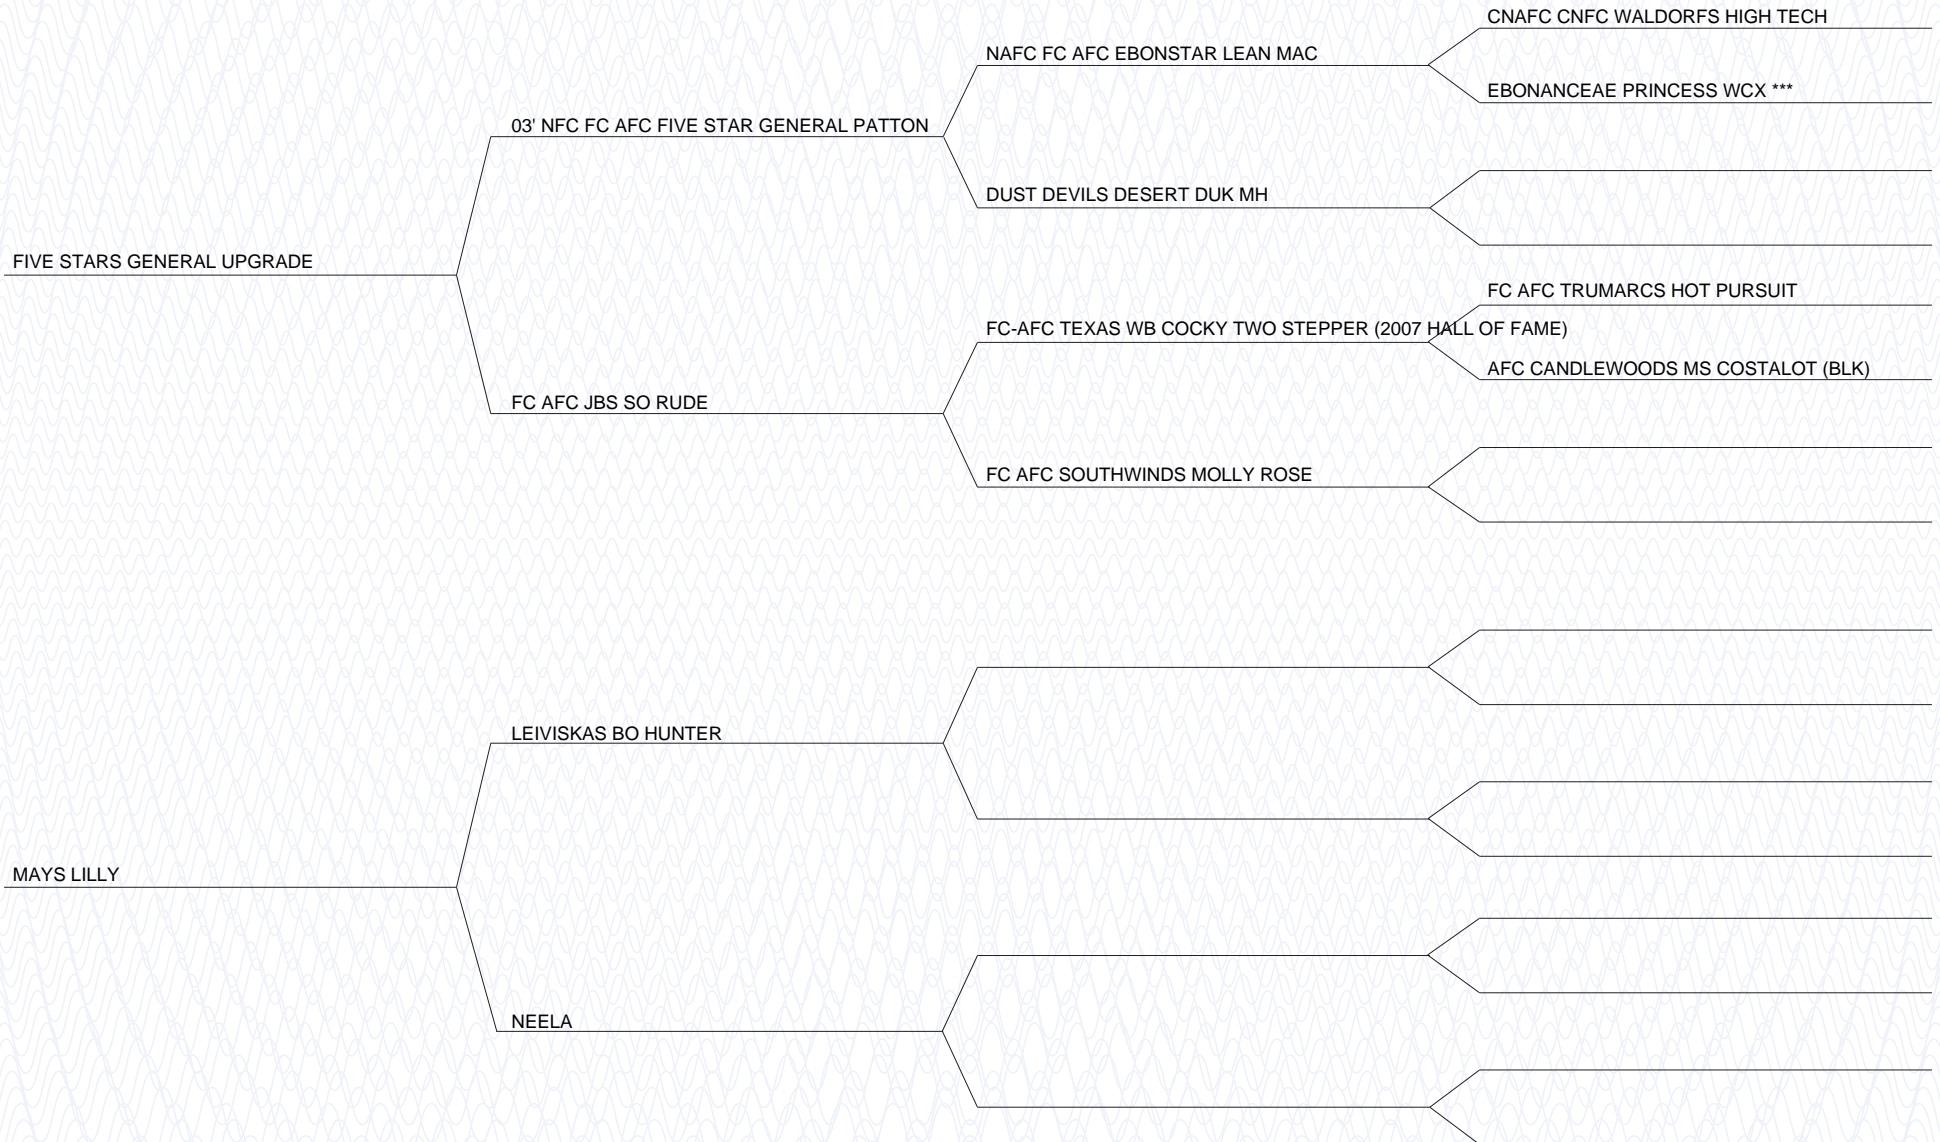 CNAFC CNFC WALDORFS HIGH TECH
NAFC FC AFC EBONSTAR LEAN MAC
EBONANCEAE PRINCESS WCX ***
03' NFC FC AFC FIVE STAR GENERAL PATTON
DUST DEVILS DESERT DUK MH
FIVE STARS GENERAL UPGRADE
FC AFC TRUMARCS HOT PURSUIT
FC-AFC TEXAS WB COCKY TWO STEPPER (2007 HALL OF FAME)
AFC CANDLEWOODS MS COSTALOT (BLK)
FC AFC JBS SO RUDE
FC AFC SOUTHWINDS MOLLY ROSE
LEIVISKAS BO HUNTER
MAYS LILLY
NEELA